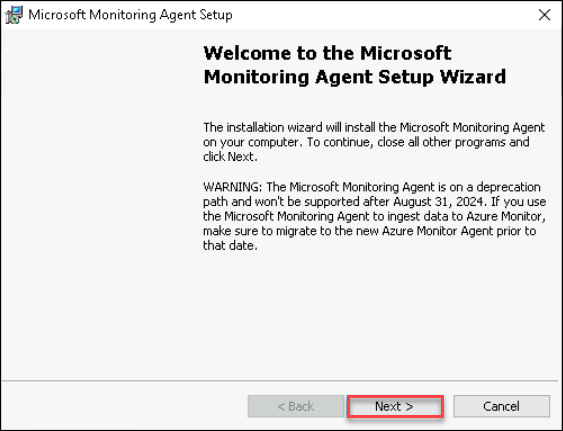 Microsoft Monitoring Agent Setup
Welcome to the Microsoft
Monitoring Agent Setup Wizard
The installation wizard will install the Microsoft Monitoring Agent
on your computer. To continue, close all other programs and
click Next.
WARNING: The Microsoft Monitoring Agent is on a deprecation
path and won't be supported after August 31, 2024. If you use
the Microsoft Monitoring Agent to ingest data to Azure Monitor,
make sure to migrate to the new Azure Monitor Agent prior to
that date.
< Back Next > Cancel